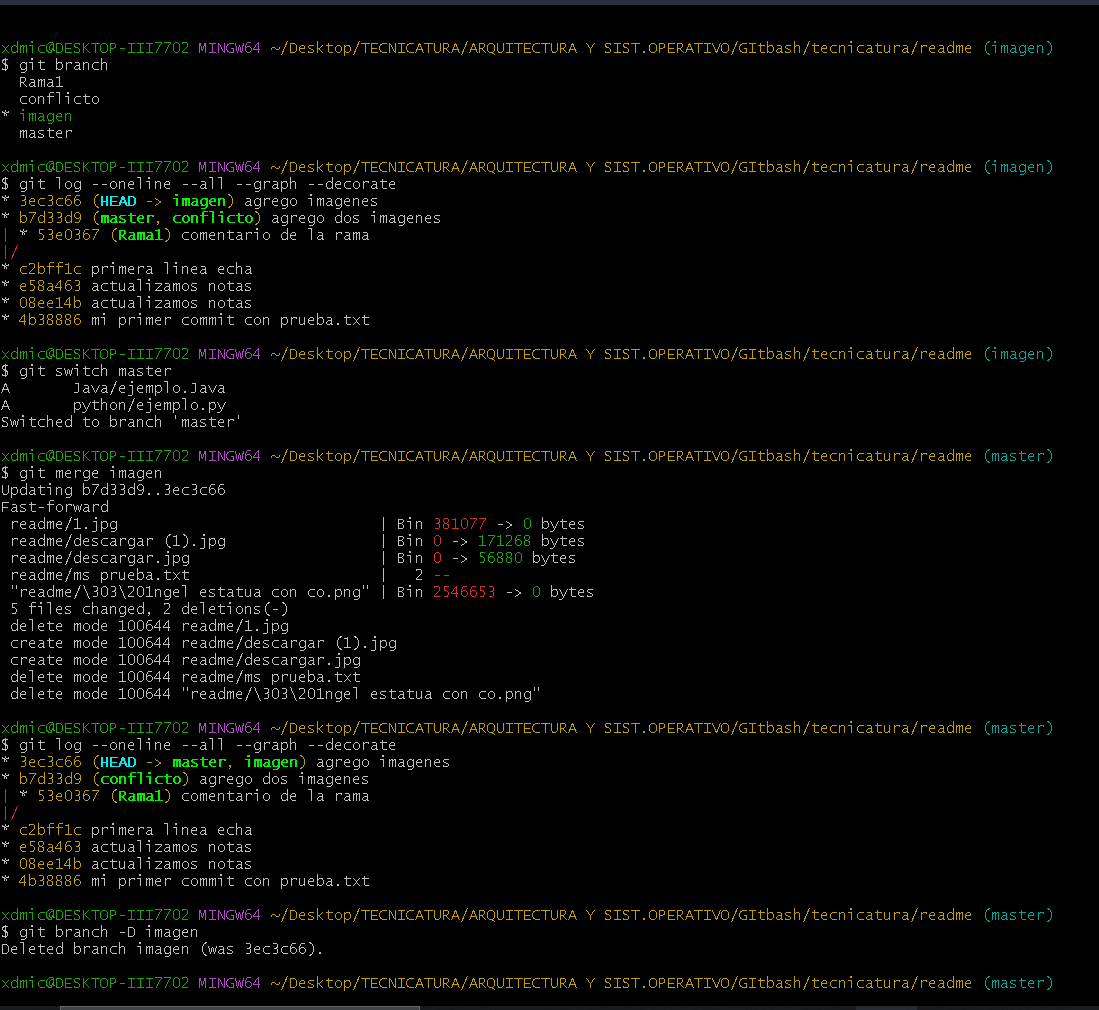 xdmic@DESKTOP-III7702 MINGW64 ~/Desktop/TECNICATURA/ARQUITECTURA Y SIST.OPERATIVO/GItbash/tecnicatura/readme (imagen)
$ git branch
  Rama1
  conflicto
* imagen
  master

xdmic@DESKTOP-III7702 MINGW64 ~/Desktop/TECNICATURA/ARQUITECTURA Y SIST.OPERATIVO/GItbash/tecnicatura/readme (imagen)
$ git log --oneline --all --graph --decorate
* 3ec3c66 (HEAD -> imagen) agrego imagenes
* b7d33d9 (master, conflicto) agrego dos imagenes
| * 53e0367 (Rama1) comentario de la rama
|/
* c2bff1c primera linea echa
* e58a463 actualizamos notas
* 08ee14b actualizamos notas
* 4b38886 mi primer commit con prueba.txt

xdmic@DESKTOP-III7702 MINGW64 ~/Desktop/TECNICATURA/ARQUITECTURA Y SIST.OPERATIVO/GItbash/tecnicatura/readme (imagen)
$ git switch master
A       Java/ejemplo.Java
A       python/ejemplo.py
Switched to branch 'master'

xdmic@DESKTOP-III7702 MINGW64 ~/Desktop/TECNICATURA/ARQUITECTURA Y SIST.OPERATIVO/GItbash/tecnicatura/readme (master)
$ git merge imagen
Updating b7d33d9..3ec3c66
Fast-forward
 readme/1.jpg                             | Bin 381077 -> 0 bytes
 readme/descargar (1).jpg                 | Bin 0 -> 171268 bytes
 readme/descargar.jpg                     | Bin 0 -> 56880 bytes
 readme/ms prueba.txt                     |   2 --
 "readme/\303\201ngel estatua con co.png" | Bin 2546653 -> 0 bytes
 5 files changed, 2 deletions(-)
 delete mode 100644 readme/1.jpg
 create mode 100644 readme/descargar (1).jpg
 create mode 100644 readme/descargar.jpg
 delete mode 100644 readme/ms prueba.txt
 delete mode 100644 "readme/\303\201ngel estatua con co.png"

xdmic@DESKTOP-III7702 MINGW64 ~/Desktop/TECNICATURA/ARQUITECTURA Y SIST.OPERATIVO/GItbash/tecnicatura/readme (master)
$ git log --oneline --all --graph --decorate
* 3ec3c66 (HEAD -> master, imagen) agrego imagenes
* b7d33d9 (conflicto) agrego dos imagenes
| * 53e0367 (Rama1) comentario de la rama
|/
* c2bff1c primera linea echa
* e58a463 actualizamos notas
* 08ee14b actualizamos notas
* 4b38886 mi primer commit con prueba.txt

xdmic@DESKTOP-III7702 MINGW64 ~/Desktop/TECNICATURA/ARQUITECTURA Y SIST.OPERATIVO/GItbash/tecnicatura/readme (master)
$ git branch -D imagen
Deleted branch imagen (was 3ec3c66).

xdmic@DESKTOP-III7702 MINGW64 ~/Desktop/TECNICATURA/ARQUITECTURA Y SIST.OPERATIVO/GItbash/tecnicatura/readme (master)